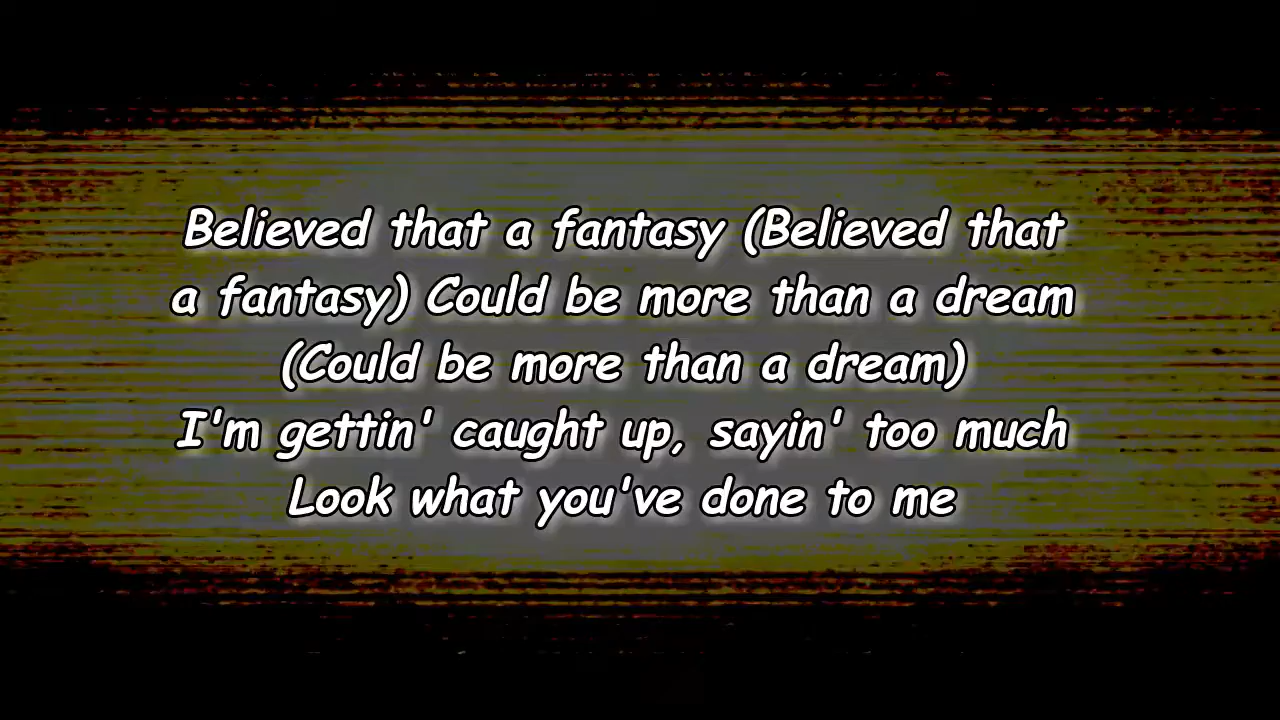 Believed that a fantasy (Believed that
a fantasy) Could be more than a dream
(Could be more than a dream)
I'm gettin' caught up, sayin' too much
Look what you've done to me